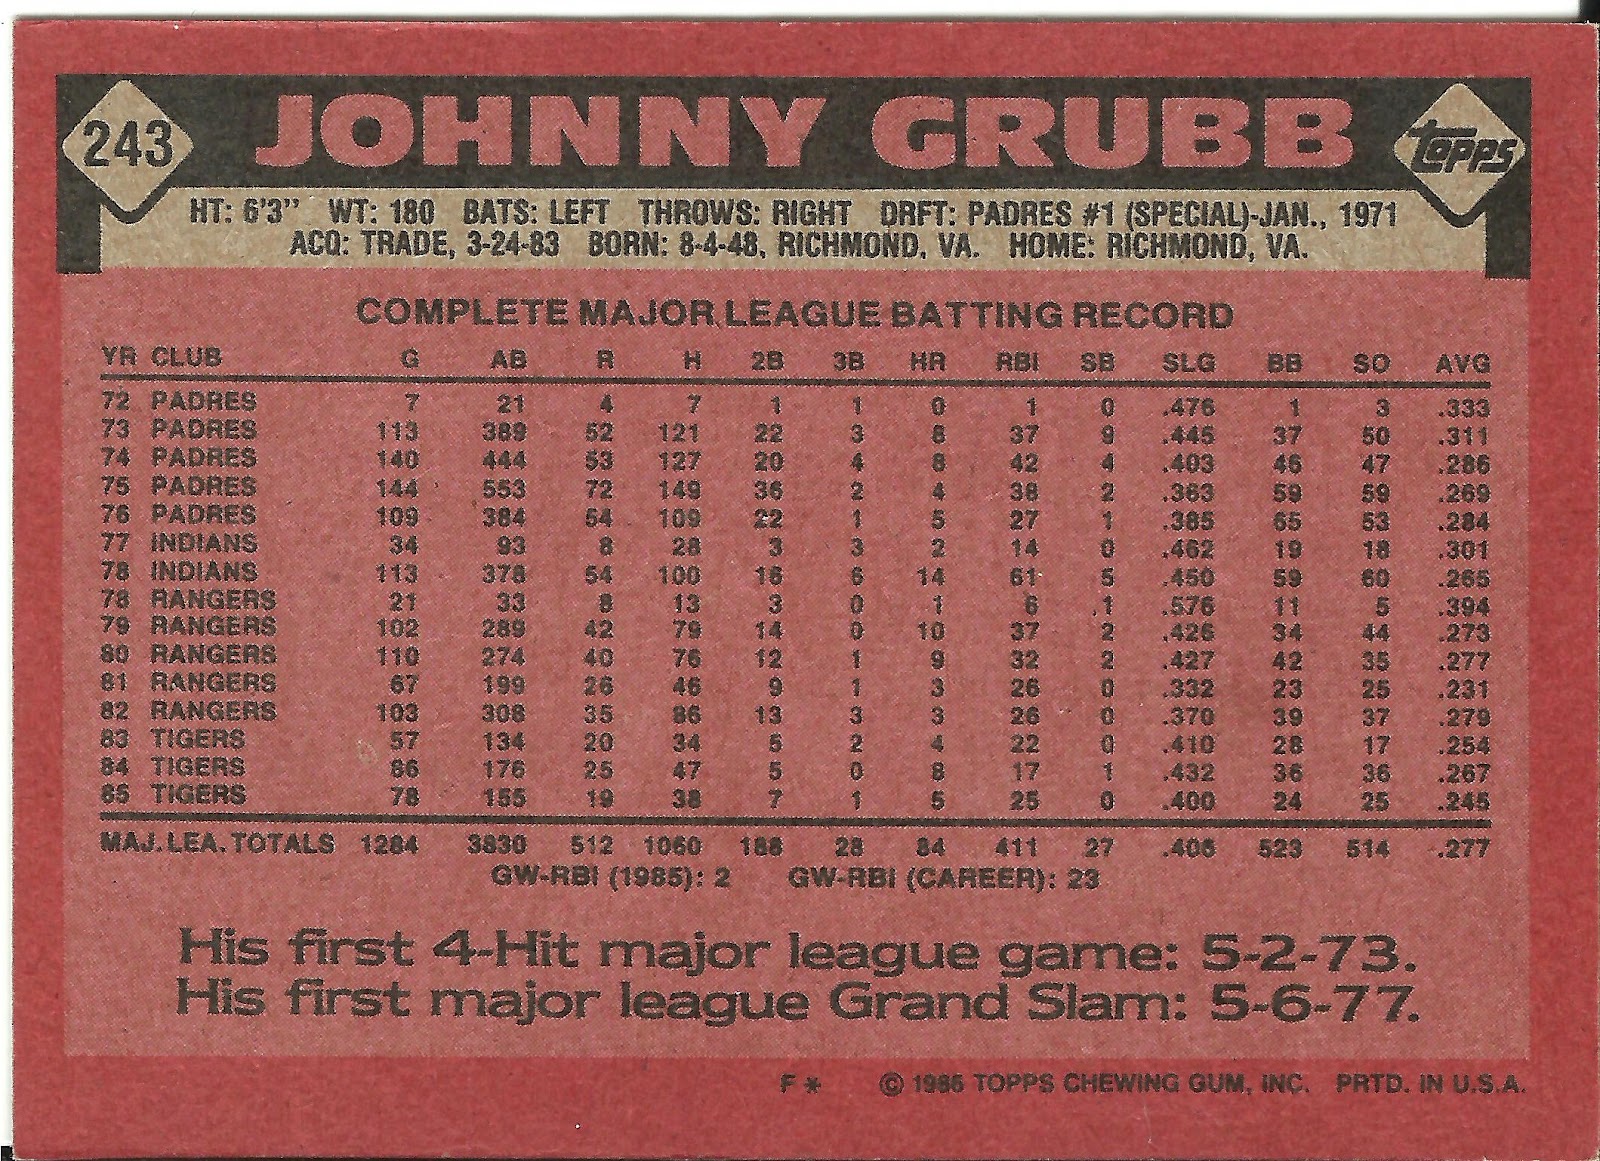 243 JOHNNY GRUBB Topps
HT: 6'3" WT: 180 BATS: LEFT THROWS: RIGHT DRFT: PADRES #1 (SPECIAL)-JAN., 1971
ACQ: TRADE, 3-24-83 BORN: 8-4-48, RICHMOND, VA. HOME: RICHMOND, VA.
COMPLETE MAJOR LEAGUE BATTING RECORD
YR CLUB G AB R H 2B 3B HR RBI SB SLG BB SO AVG
72 PADRES 7 21 4 7 1 1 0 1 0 .476 1 3 .333
73 PADRES 113 389 52 121 22 3 8 37 9 .445 37 50 .311
74 PADRES 140 444 53 127 20 4 8 42 4 .403 46 47 .286
75 PADRES 144 553 72 149 36 2 4 38 2 .363 59 59 .269
76 PADRES 109 384 54 109 22 1 5 27 1 .385 65 53 .284
77 INDIANS 34 93 8 28 3 3 2 14 0 .462 19 18 .301
78 INDIANS 113 378 54 100 16 6 14 61 5 .450 59 60 .265
78 RANGERS 21 33 8 13 3 0 1 6 1 .576 11 5 .394
79 RANGERS 102 289 42 79 14 0 10 37 2 .426 34 44 .273
80 RANGERS 110 274 40 76 12 1 9 32 2 .427 42 35 .277
81 RANGERS 67 199 26 46 9 1 3 26 0 .332 23 25 .231
82 RANGERS 103 308 35 86 13 3 3 26 0 .370 39 37 .279
83 TIGERS 57 134 20 34 5 2 4 22 0 .410 28 17 .254
84 TIGERS 86 176 25 47 5 0 8 17 1 .432 36 36 .267
85 TIGERS 78 155 19 38 7 1 5 25 0 .400 24 25 .245
MAJ. LEA. TOTALS 1284 3830 512 1060 188 28 84 411 27 .406 523 514 .277
GW-RBI (1985): 2 GW-RBI (CAREER): 23
His first 4-Hit major league game: 5-2-73.
His first major league Grand Slam: 5-6-77.
F * © 1986 TOPPS CHEWING GUM, INC. PRTD. IN U.S.A.